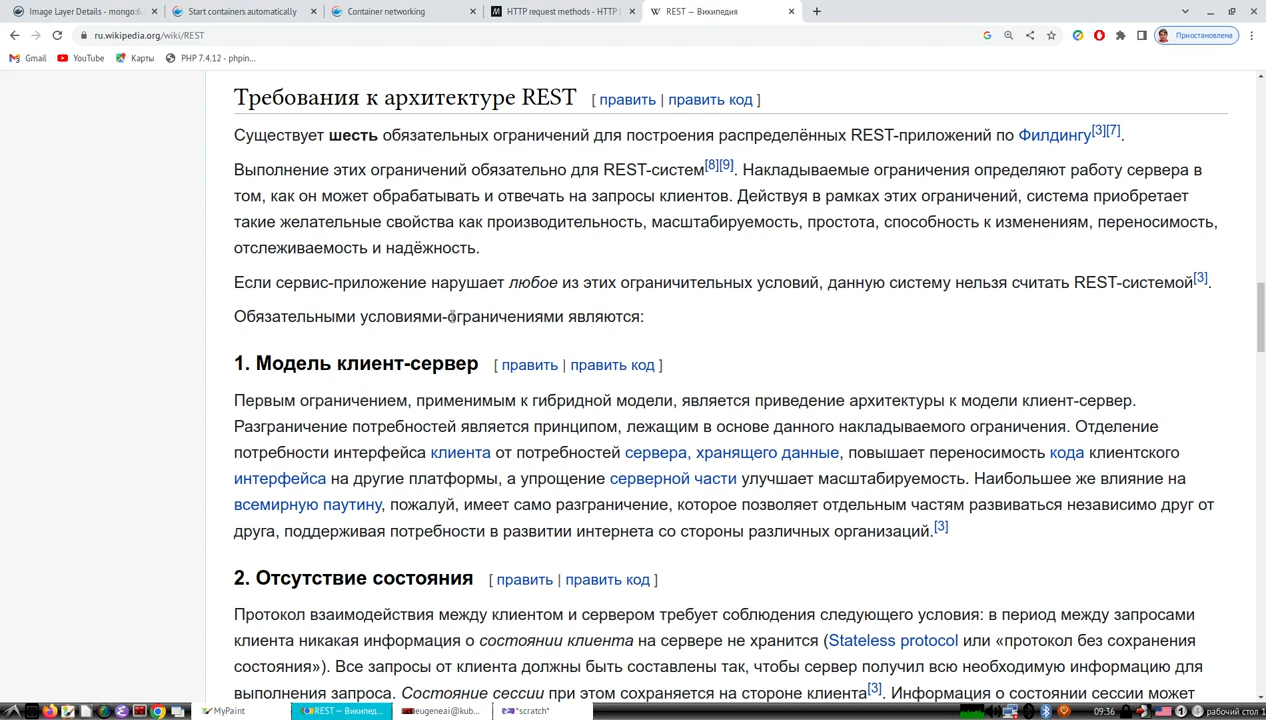 Image Layer Details - mongo:6.
Start containers automatically
Container networking
HTTP request methods - HTTP
REST — Википедия
ru.wikipedia.org/wiki/REST
Приостановлена
Gmail
YouTube
Карты
PHP 7.4.12 - phpin...
Требования к архитектуре REST [ править | править код ]
Существует шесть обязательных ограничений для построения распределённых REST-приложений по Филдингу[3][7].
Выполнение этих ограничений обязательно для REST-систем[8][9]. Накладываемые ограничения определяют работу сервера в
том, как он может обрабатывать и отвечать на запросы клиентов. Действуя в рамках этих ограничений, система приобретает
такие желательные свойства как производительность, масштабируемость, простота, способность к изменениям, переносимость,
отслеживаемость и надёжность.
Если сервис-приложение нарушает любое из этих ограничительных условий, данную систему нельзя считать REST-системой[3].
Обязательными условиями-ограничениями являются:
1. Модель клиент-сервер [ править | править код ]
Первым ограничением, применимым к гибридной модели, является приведение архитектуры к модели клиент-сервер.
Разграничение потребностей является принципом, лежащим в основе данного накладываемого ограничения. Отделение
потребности интерфейса клиента от потребностей сервера, хранящего данные, повышает переносимость кода клиентского
интерфейса на другие платформы, а упрощение серверной части улучшает масштабируемость. Наибольшее же влияние на
всемирную паутину, пожалуй, имеет само разграничение, которое позволяет отдельным частям развиваться независимо друг от
друга, поддерживая потребности в развитии интернета со стороны различных организаций.[3]
2. Отсутствие состояния [ править | править код ]
Протокол взаимодействия между клиентом и сервером требует соблюдения следующего условия: в период между запросами
клиента никакая информация о состоянии клиента на сервере не хранится (Stateless protocol или «протокол без сохранения
состояния»). Все запросы от клиента должны быть составлены так, чтобы сервер получил всю необходимую информацию для
выполнения запроса. Состояние сессии при этом сохраняется на стороне клиента[3]. Информация о состоянии сессии может
MyPaint
REST — Википед...
eugeneai@kub...
*scratch*
09:36
1
рабочий стол 1